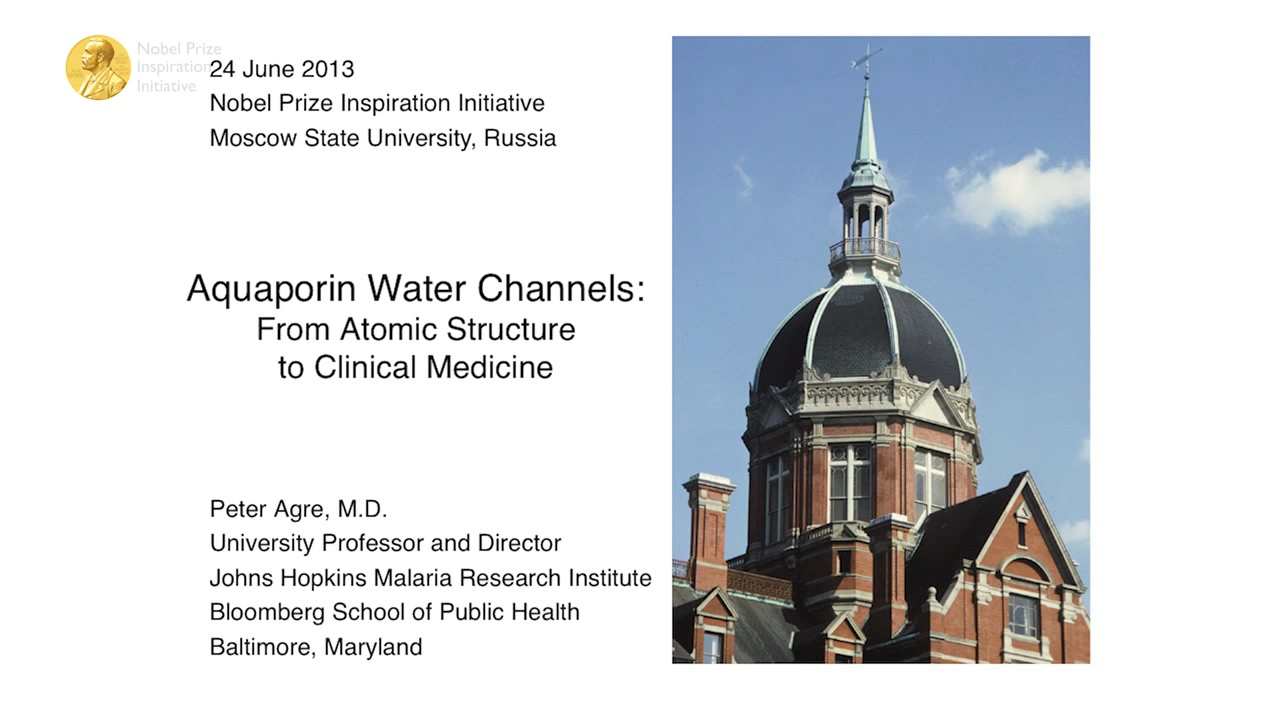 Nobel Prize
Inspiration
Initiative
24 June 2013
Nobel Prize Inspiration Initiative
Moscow State University, Russia
Aquaporin Water Channels:
From Atomic Structure
to Clinical Medicine
Peter Agre, M.D.
University Professor and Director
Johns Hopkins Malaria Research Institute
Bloomberg School of Public Health
Baltimore, Maryland